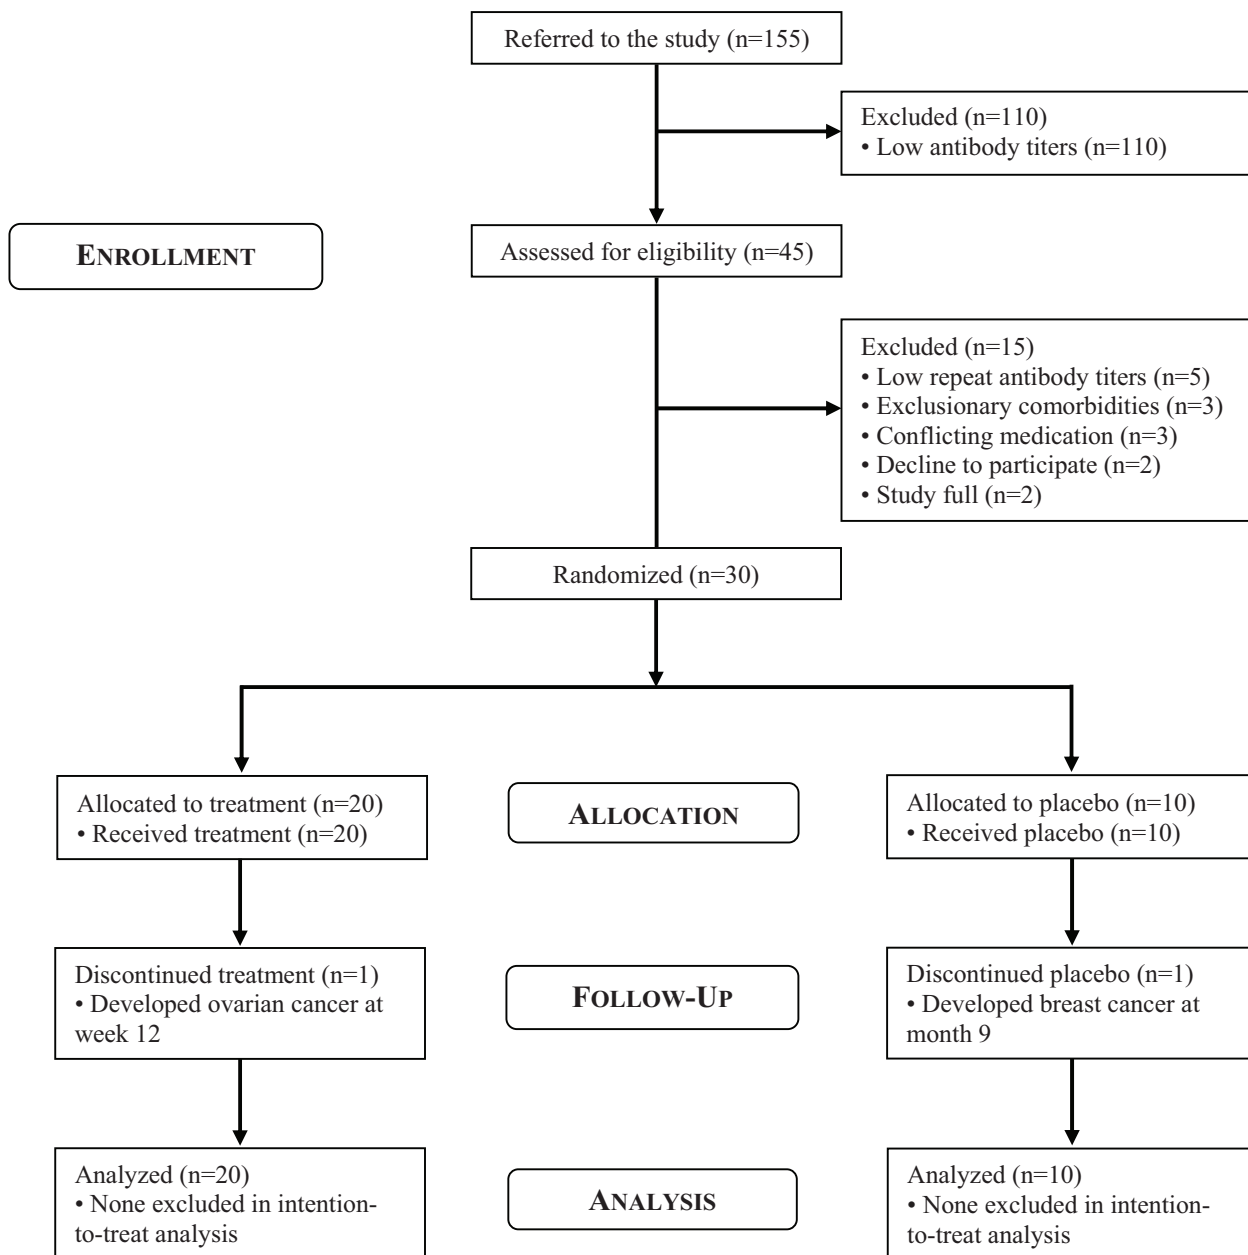 Referred to the study (n=155)
Excluded (n=110)
• Low antibody titers (n=110)
ENROLLMENT
Assessed for eligibility (n=45)
Excluded (n=15)
• Low repeat antibody titers (n=5)
• Exclusionary comorbidities (n=3)
• Conflicting medication (n=3)
• Decline to participate (n=2)
• Study full (n=2)
Randomized (n=30)
Allocated to treatment (n=20)
• Received treatment (n=20)
ALLOCATION
Allocated to placebo (n=10)
• Received placebo (n=10)
Discontinued treatment (n=1)
• Developed ovarian cancer at
week 12
FOLLOW-UP
Discontinued placebo (n=1)
• Developed breast cancer at
month 9
Analyzed (n=20)
• None excluded in intention-
to-treat analysis
ANALYSIS
Analyzed (n=10)
• None excluded in intention-
to-treat analysis